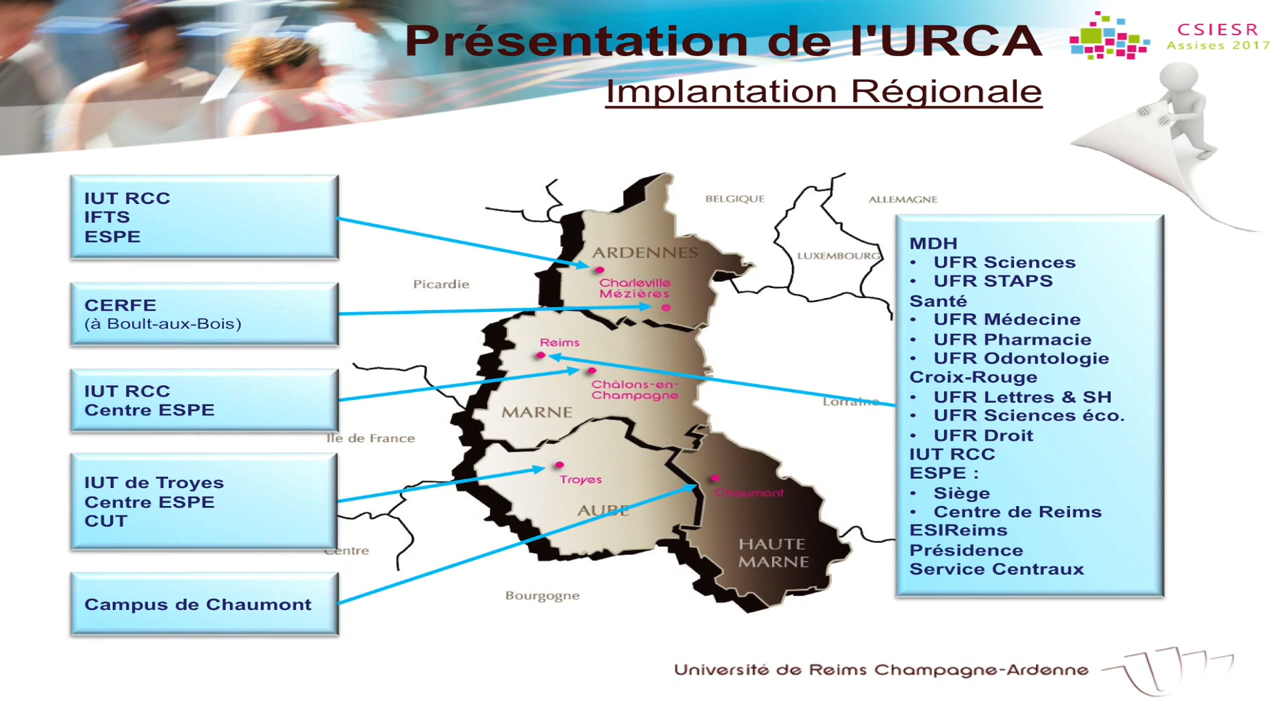 Présentation de l'URCA
Implantation Régionale
CSIESR
Assises 2017
IUT RCC
IFTS
ESPE
CERFE
(à Boult-aux-Bois)
IUT RCC
Centre ESPE
IUT de Troyes
Centre ESPE
CUT
Campus de Chaumont
BELGIQUE
ALLEMAGNE
LUXEMBOURG
ARDENNES
Picardie
Charleville
Mézières
Reims
Châlons-en-
Champagne
MARNE
Lorraine
Ile de France
Troyes
AUBE
Chaumont
HAUTE
MARNE
Centre
Bourgogne
MDH
• UFR Sciences
• UFR STAPS
Santé
• UFR Médecine
• UFR Pharmacie
• UFR Odontologie
Croix-Rouge
• UFR Lettres & SH
• UFR Sciences éco.
• UFR Droit
IUT RCC
ESPE :
• Siège
• Centre de Reims
ESIReims
Présidence
Service Centraux
Université de Reims Champagne-Ardenne